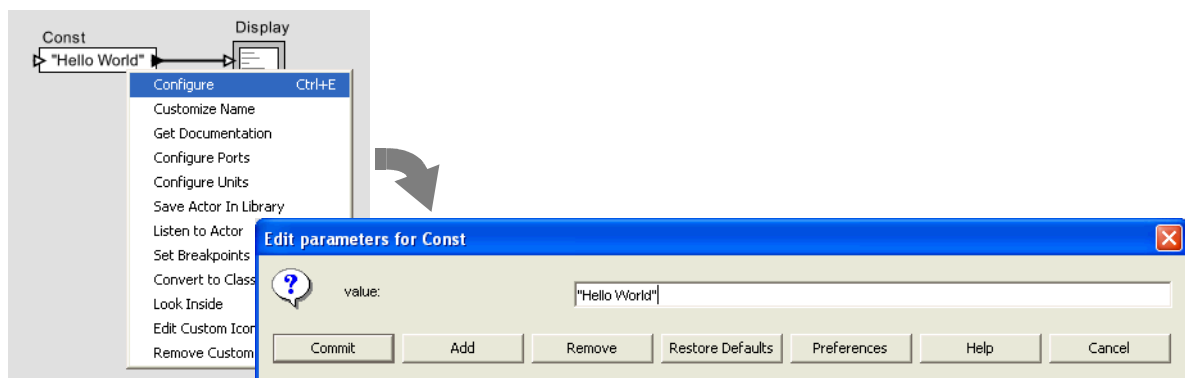 Const
Display
"Hello World"
Configure Ctrl+E
Customize Name
Get Documentation
Configure Ports
Configure Units
Save Actor In Library
Listen to Actor
Set Breakpoints
Convert to Class
Look Inside
Edit Custom Icon
Remove Custom
Edit parameters for Const
value: "Hello World"
Commit Add Remove Restore Defaults Preferences Help Cancel